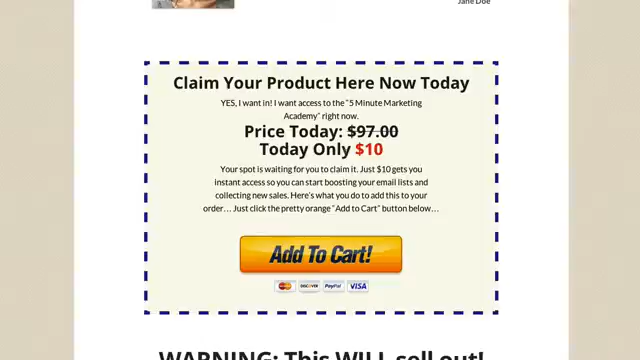 Jane Doe
Claim Your Product Here Now Today
YES, I want in! I want access to the "5 Minute Marketing
Academy" right now.
Price Today: $97.00
Today Only $10
Your spot is waiting for you to claim it. Just $10 gets you
instant access so you can start boosting your email lists and
collecting new sales. Here's what you do to add this to your
order… Just click the pretty orange "Add to Cart" button below…
Add To Cart!
MasterCard DISCOVER PayPal VISA
WARNING: This WILL sell out!